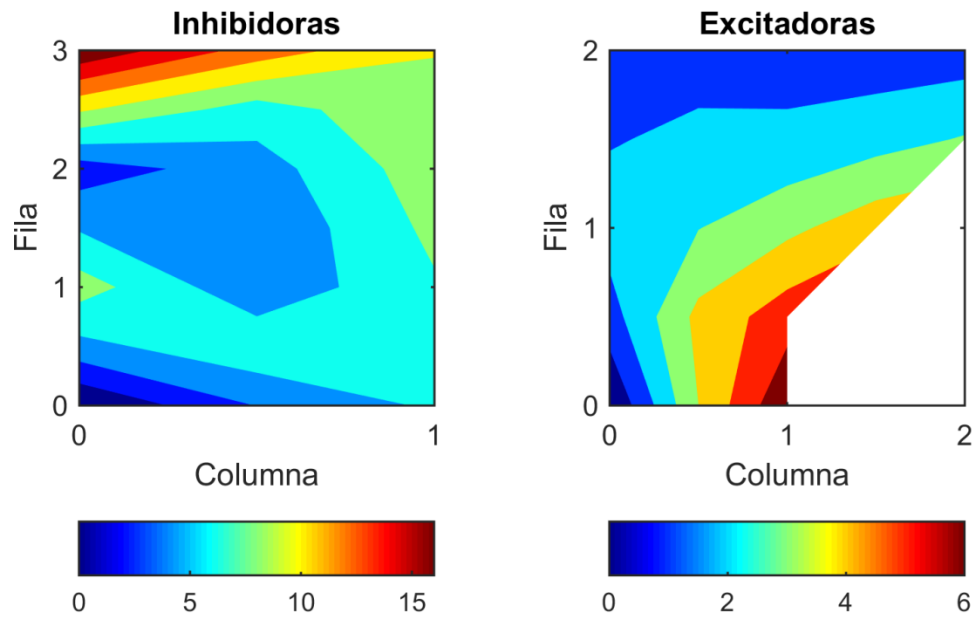 Inhibidoras
3
2
1
0
Fila
0 1
Columna
0 5 10 15
Excitadoras
2
1
0
Fila
0 1 2
Columna
0 2 4 6